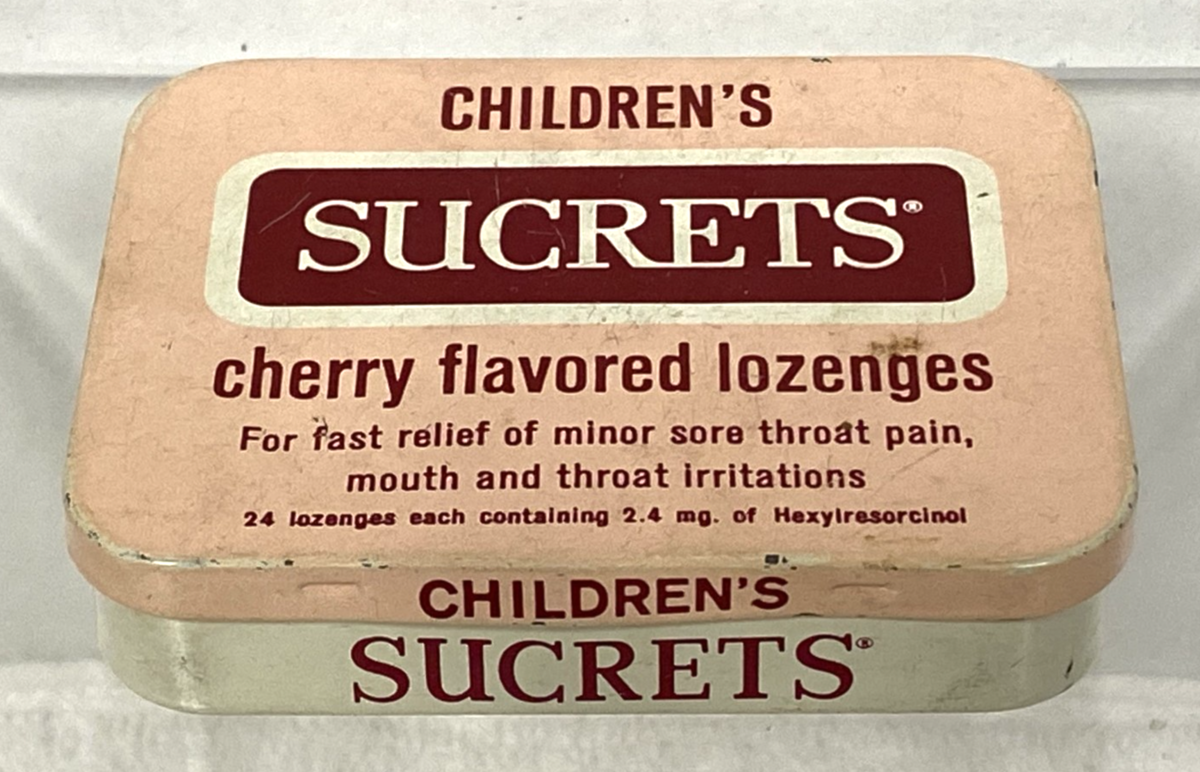 CHILDREN'S
SUCRETS®
cherry flavored lozenges
For fast relief of minor sore throat pain,
mouth and throat irritations
24 lozenges each containing 2.4 mg. of Hexylresorcinol
CHILDREN'S
SUCRETS®